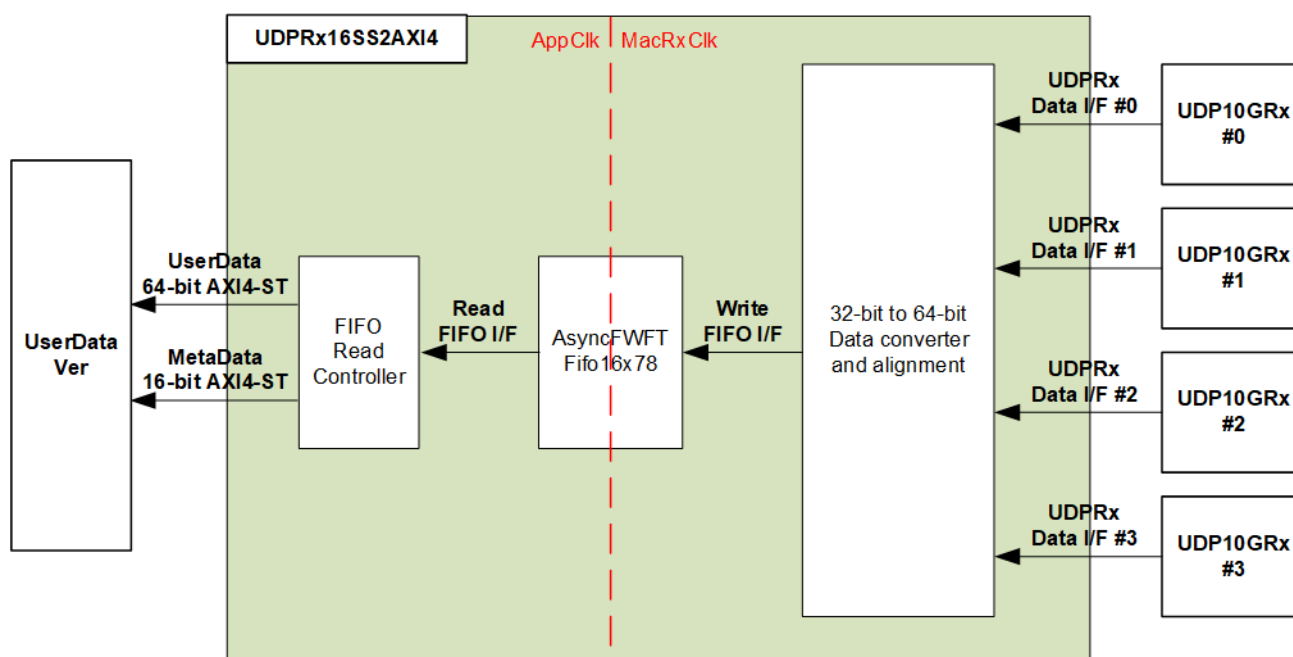 UDPRx16SS2AXI4
AppClk
MacRxClk
UDPRx
Data I/F #0
UDP10GRx
#0
UDPRx
Data I/F #1
UDP10GRx
#1
UserData
64-bit AXI4-ST
UserData
Ver
MetaData
16-bit AXI4-ST
FIFO
Read
Controller
Read
FIFO I/F
AsyncFWFT
Fifo16x78
Write
FIFO I/F
32-bit to 64-bit
Data converter
and alignment
UDPRx
Data I/F #2
UDP10GRx
#2
UDPRx
Data I/F #3
UDP10GRx
#3